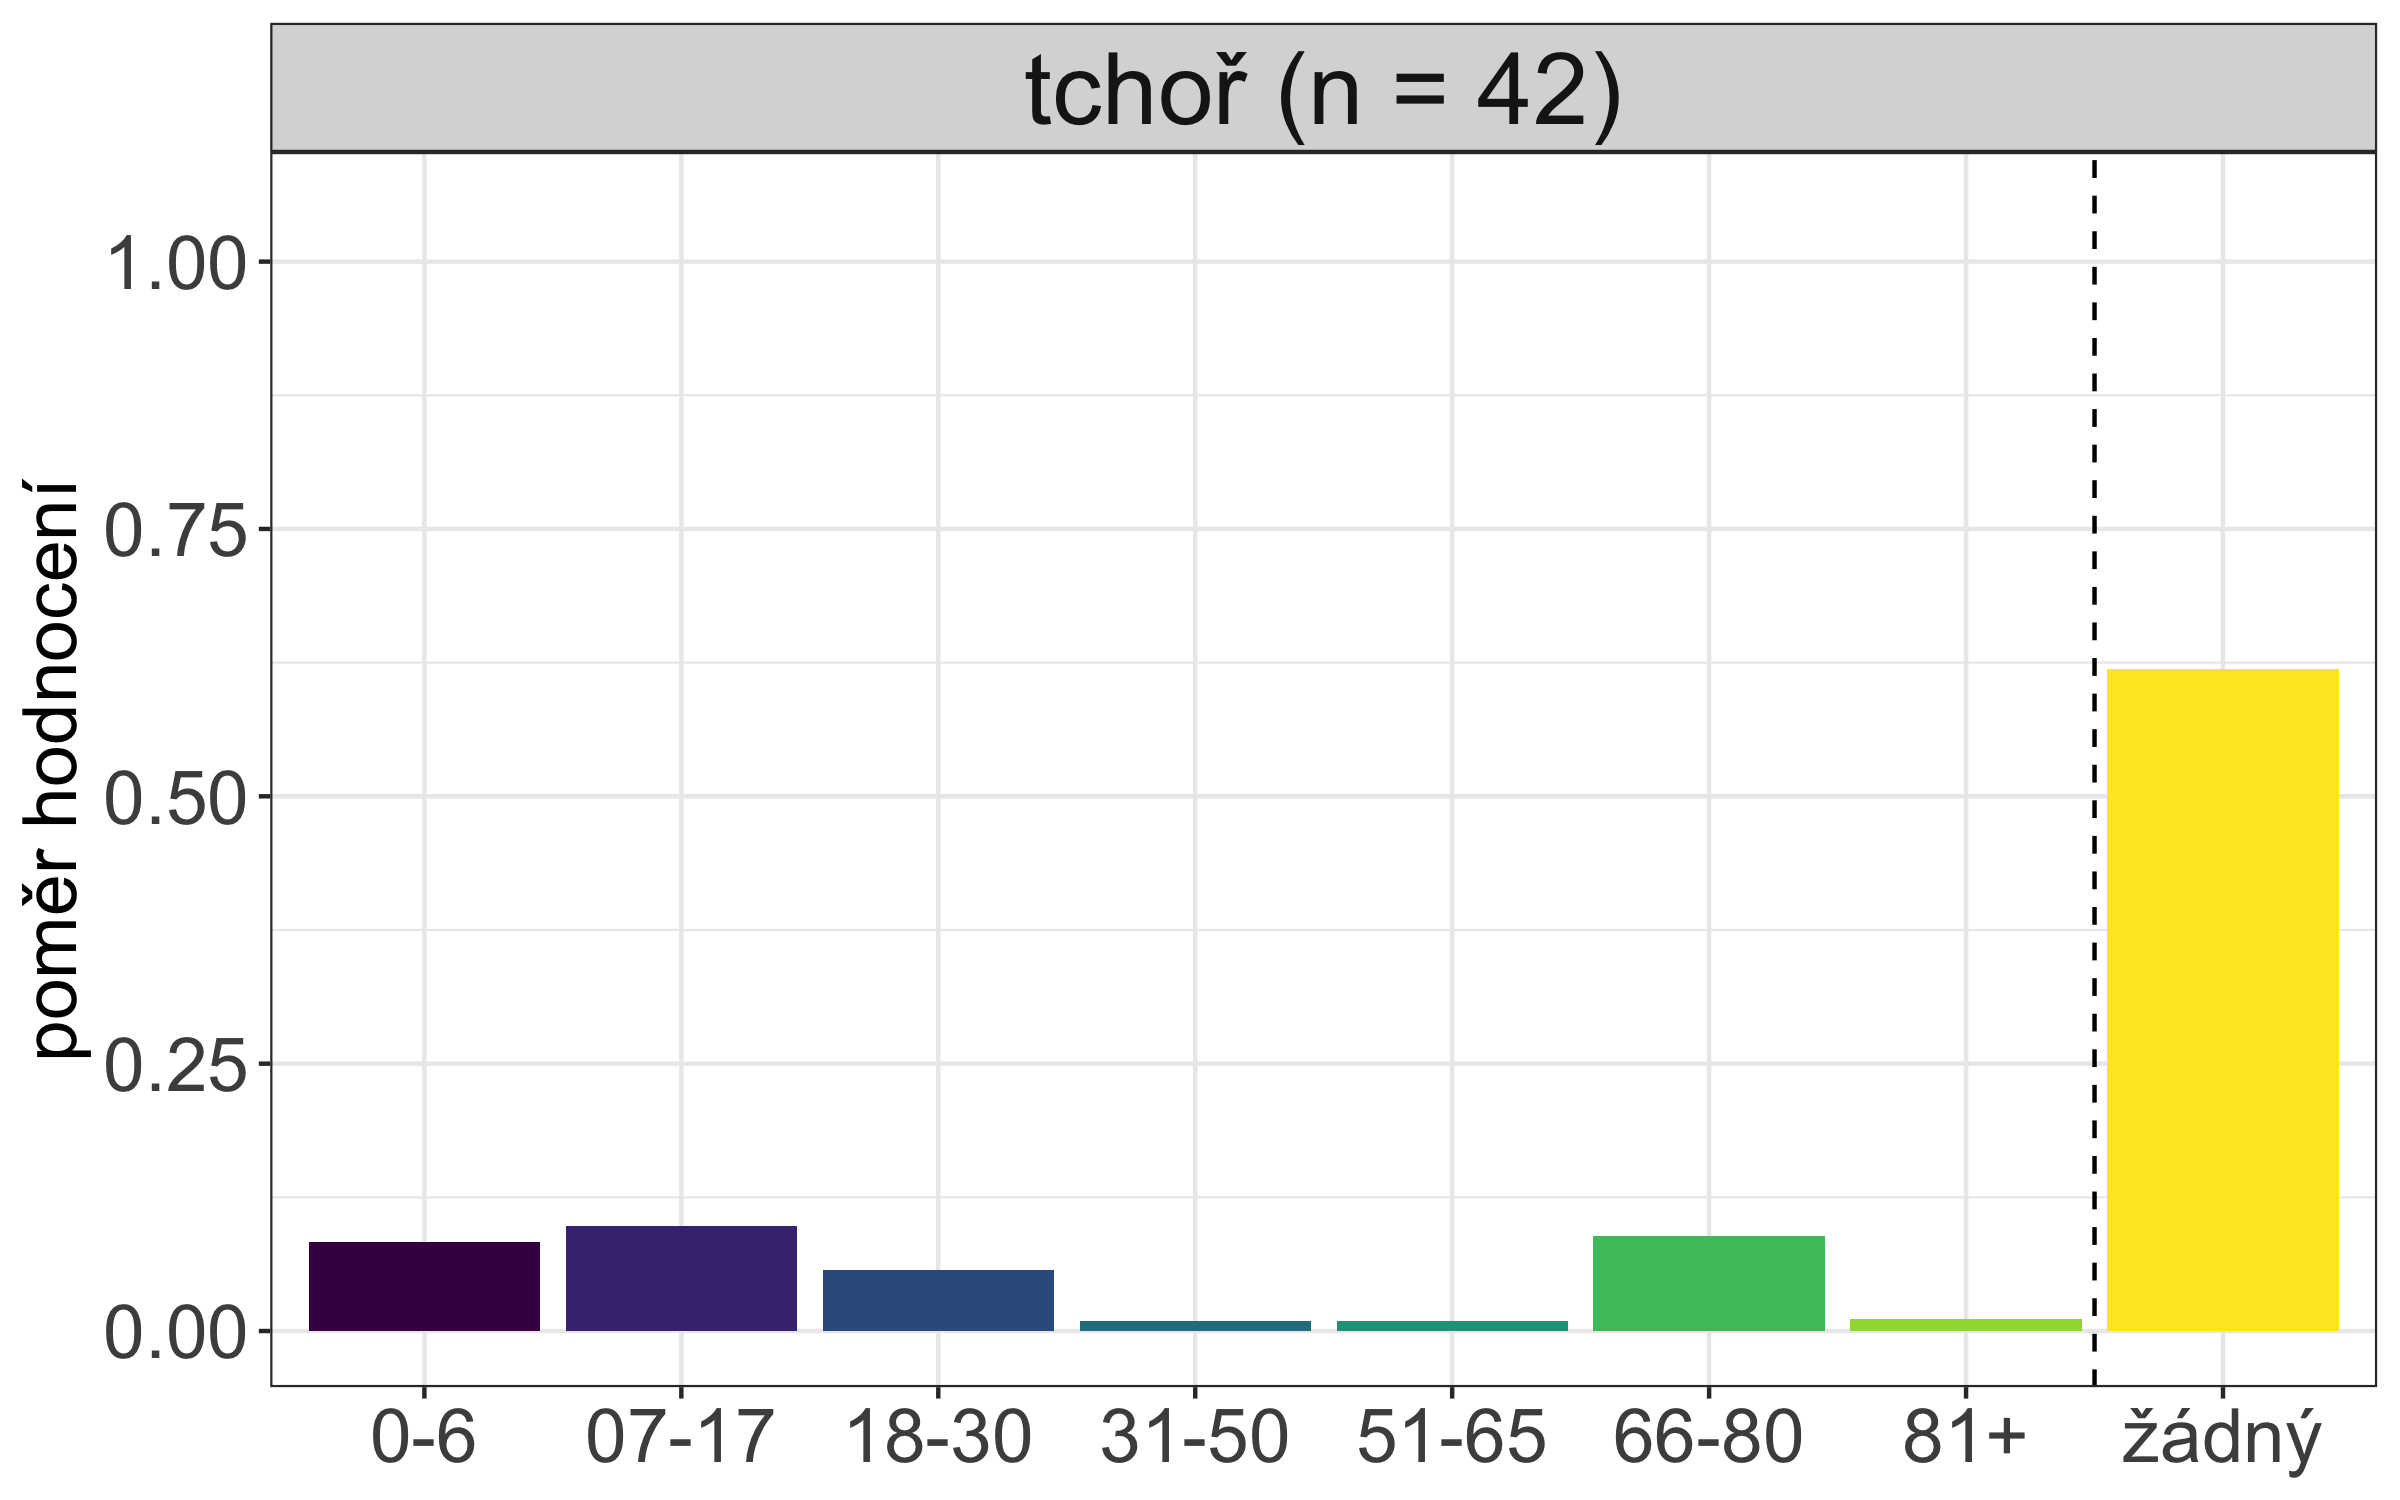 tchoř (n = 42)
poměr hodnocení
1.00
0.75
0.50
0.25
0.00
0-6 07-17 18-30 31-50 51-65 66-80 81+ žádný